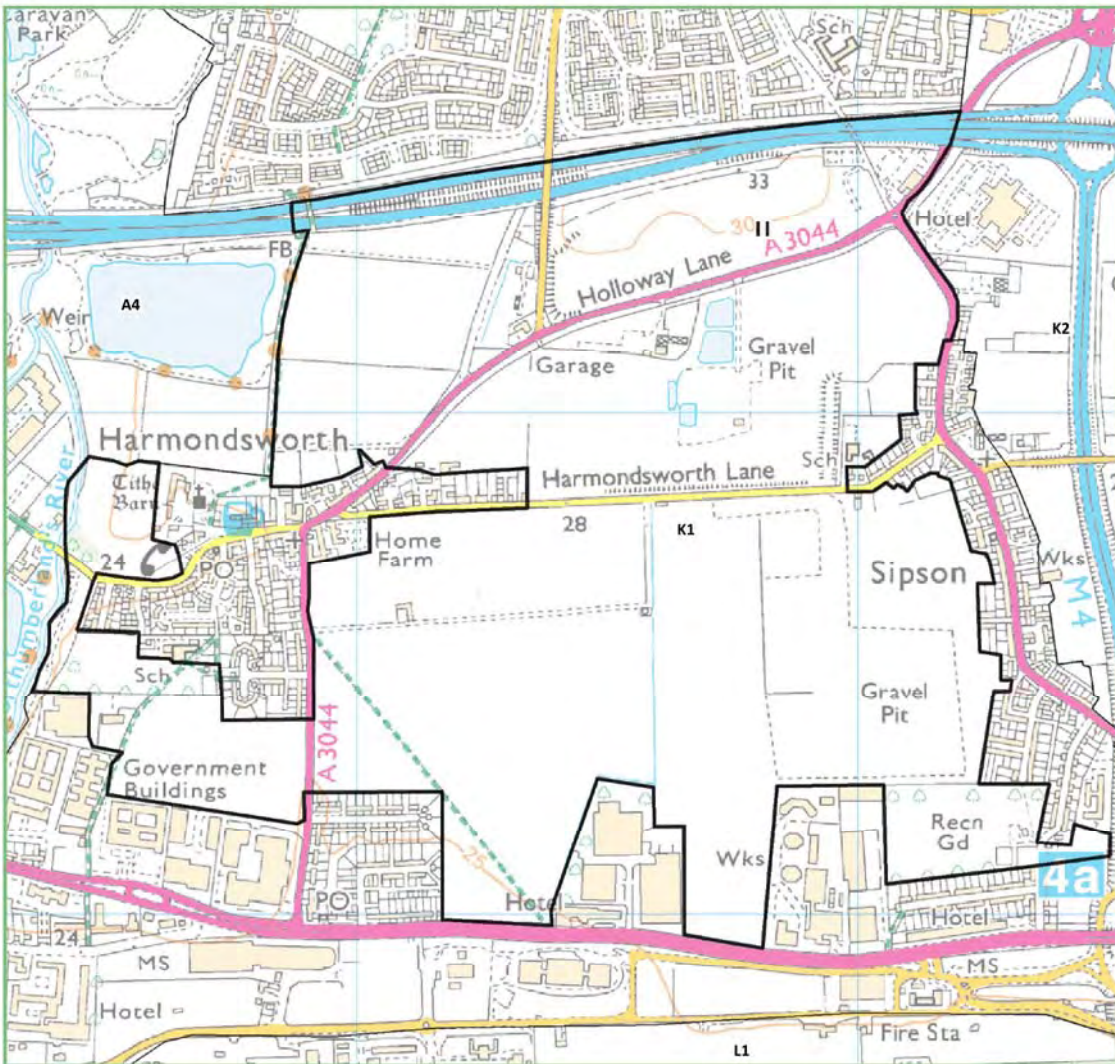 Caravan
Park
Sch
33
30
II
A 3044
Hotel
FB
Holloway Lane
A4
Weir
K2
Garage
Gravel
Pit
Harmondsworth
Harmondsworth Lane
Sch
Tithe
Barn
28
K1
Home
Farm
24
PO
Sipson
Wks
M 4
Sch
Gravel
Pit
A 3044
Government
Buildings
25
Recn
Gd
Wks
4a
PO
Hotel
Hotel
24
MS
MS
Hotel
Fire Sta
L1